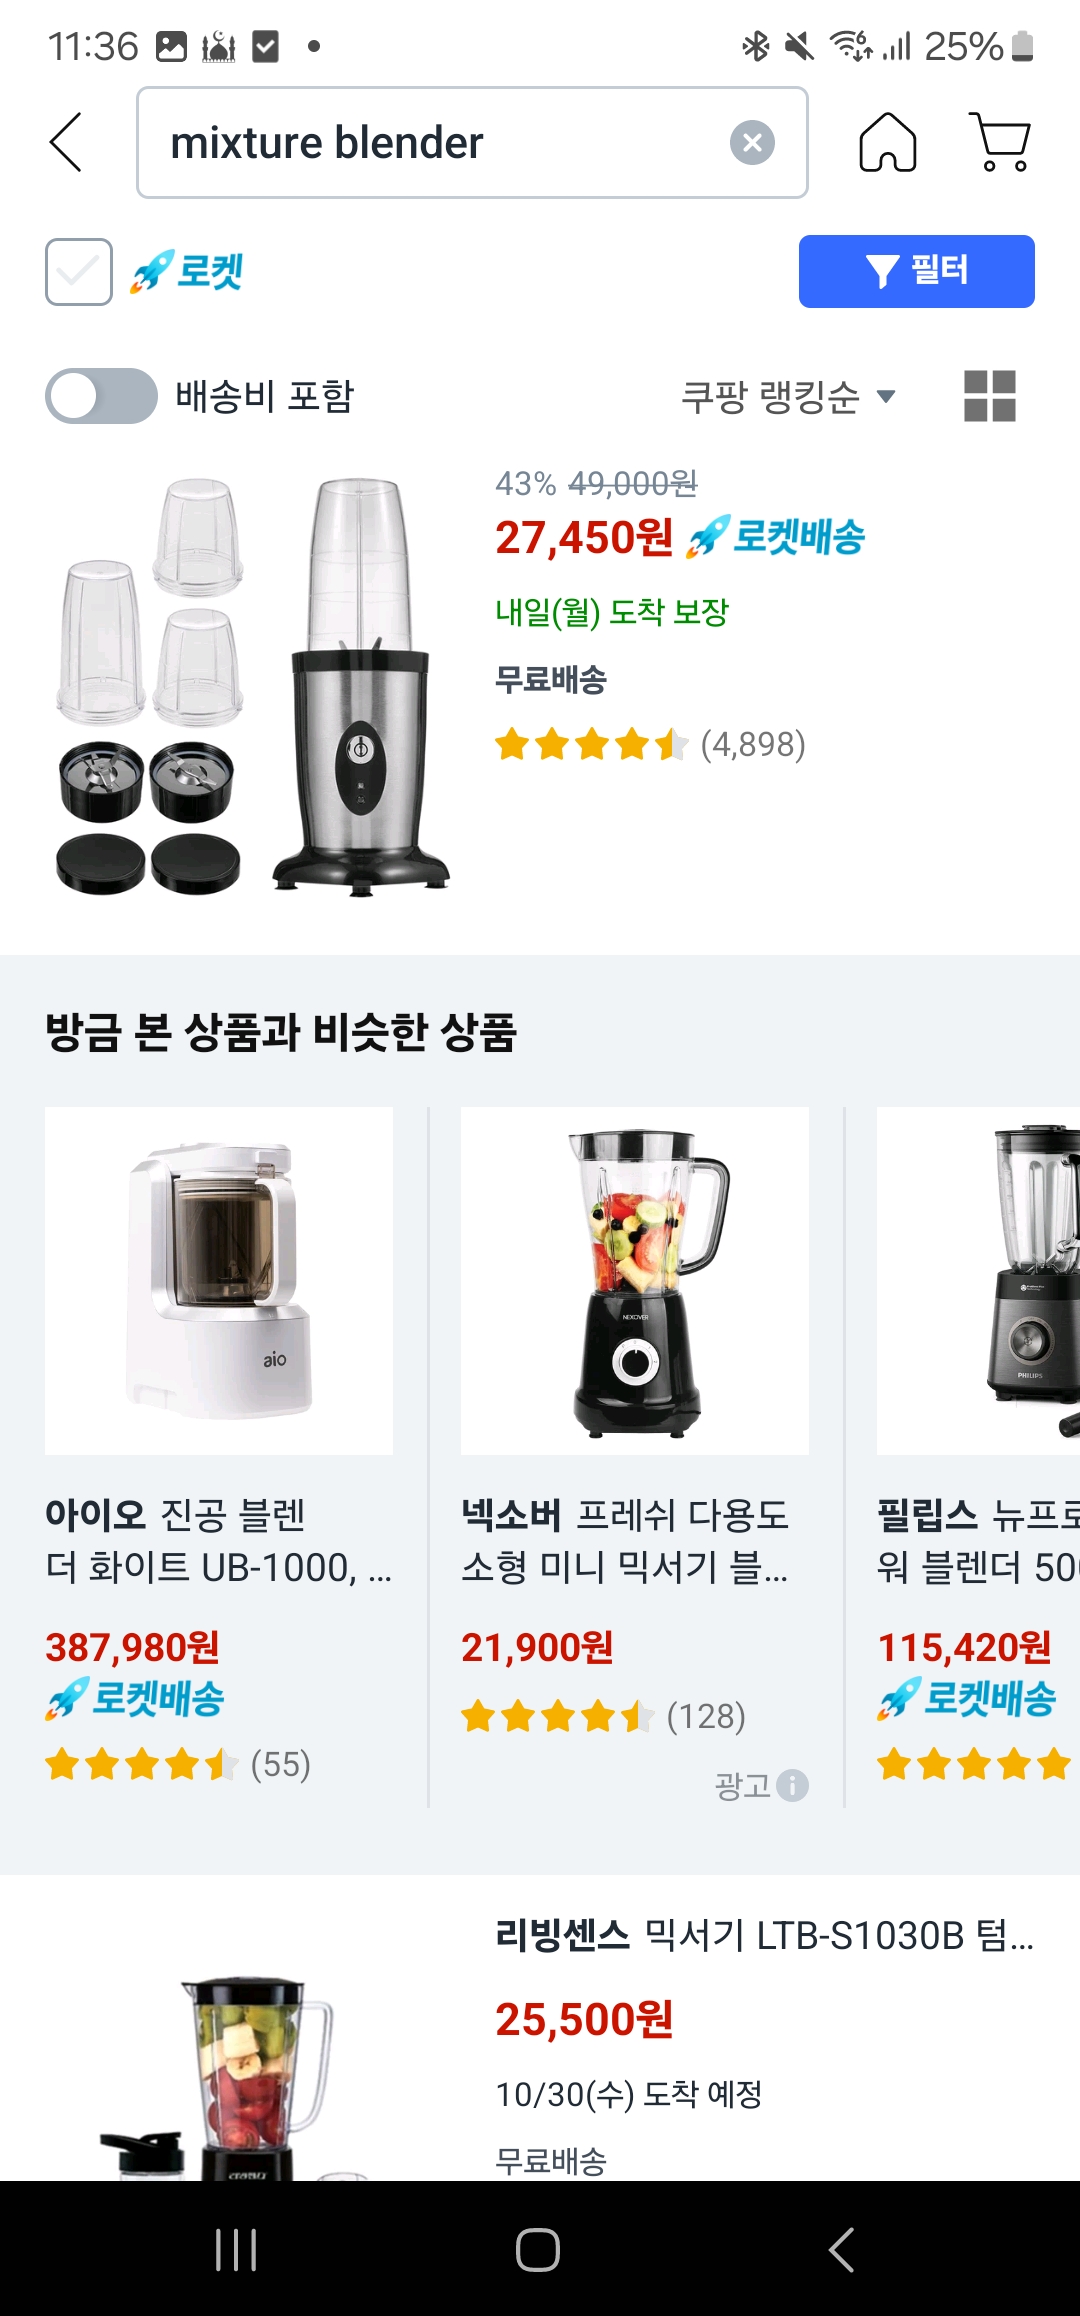 11:36
25%
mixture blender
로켓
필터
배송비 포함
쿠팡 랭킹순
43% 49,000원
27,450원 로켓배송
내일(월) 도착 보장
무료배송
(4,898)
방금 본 상품과 비슷한 상품
aio
NEXOVER
PHILIPS
아이오 진공 블렌
더 화이트 UB-1000, ...
387,980원
로켓배송
(55)
넥소버 프레쉬 다용도
소형 미니 믹서기 블...
21,900원
(128)
광고
필립스 뉴프로
워 블렌더 500
115,420원
로켓배송
리빙센스 믹서기 LTB-S1030B 텀...
25,500원
10/30(수) 도착 예정
무료배송